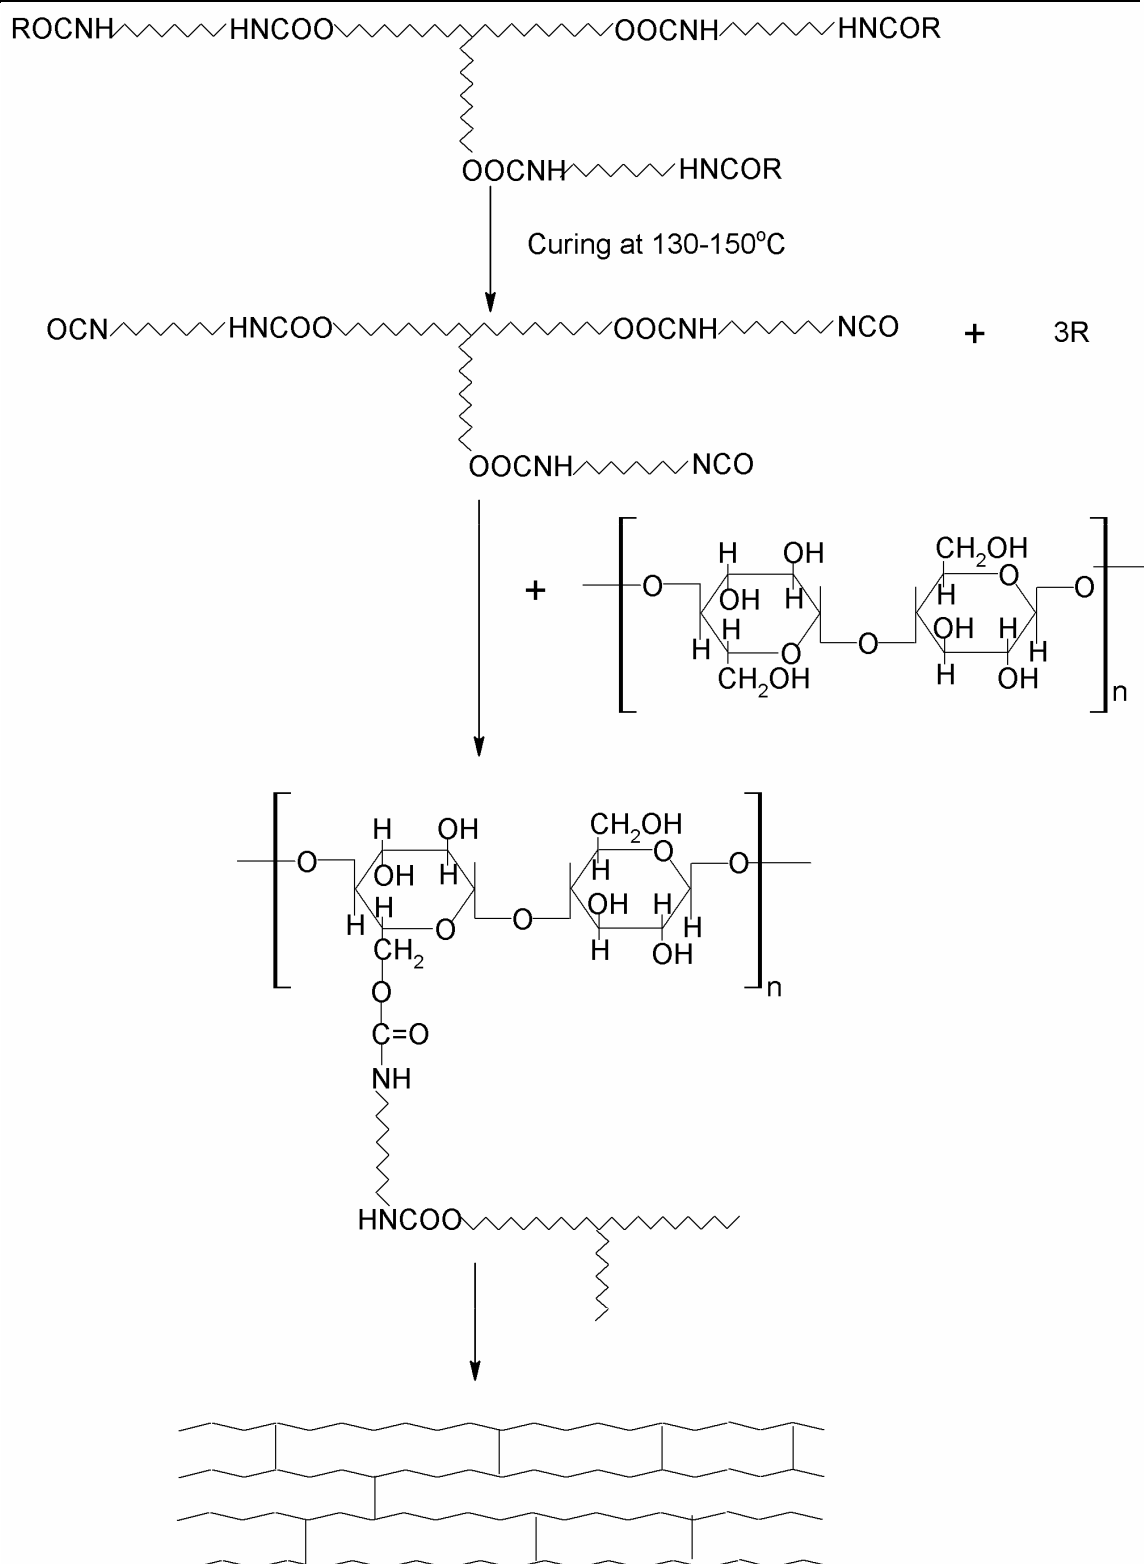 ROCNH HNCOO OOCNH HNCOR
OOCNH HNCOR
Curing at 130-150°C
OCN HNCOO OOCNH NCO + 3R
OOCNH NCO
CH2OH
H OH O
O O
+ OH H H
H OH H
H O O H
CH2OH H OH
n
CH2OH
H OH O
O O
OH H H
H OH H
H O O H
CH2 H OH
n
O
C=O
NH
HNCOO